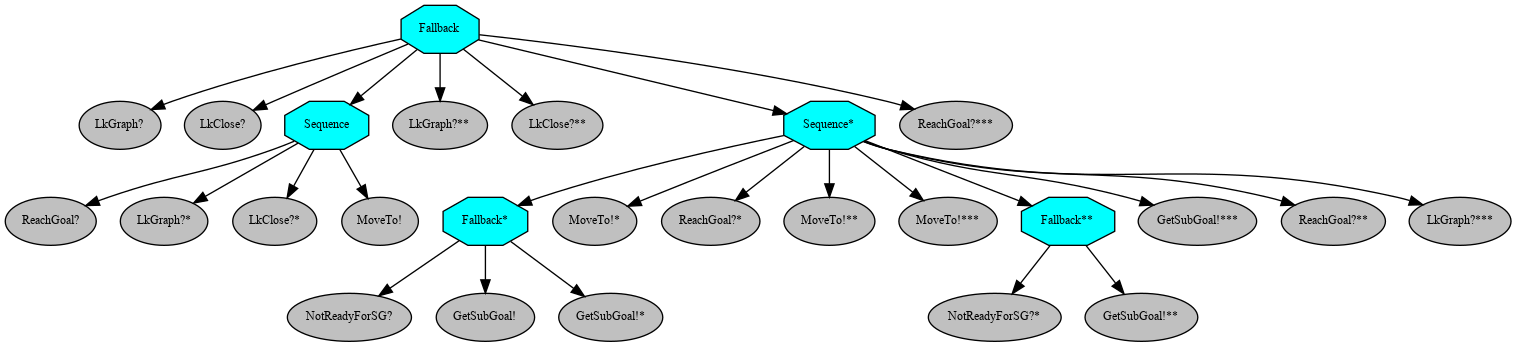 Fallback
LkGraph?
LkClose?
Sequence
LkGraph?**
LkClose?**
Sequence*
ReachGoal?***
ReachGoal?
LkGraph?*
LkClose?*
MoveTo!
Fallback*
MoveTo!*
ReachGoal?*
MoveTo!**
MoveTo!***
Fallback**
GetSubGoal!***
ReachGoal?**
LkGraph?***
NotReadyForSG?
GetSubGoal!
GetSubGoal!*
NotReadyForSG?*
GetSubGoal!**